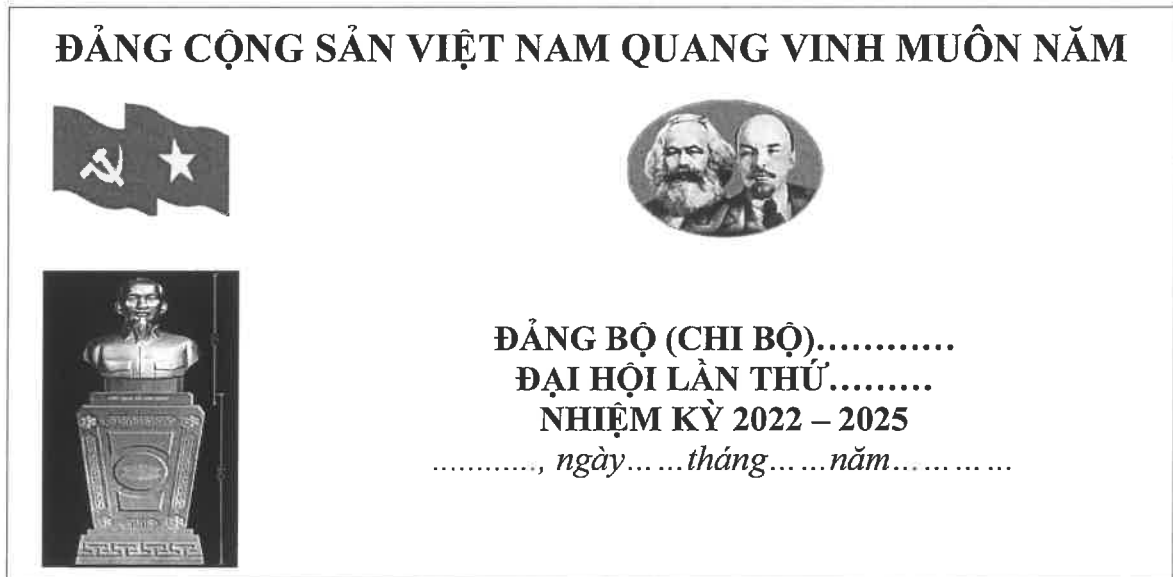 ĐẢNG CỘNG SẢN VIỆT NAM QUANG VINH MUÔN NĂM
ĐẢNG BỘ (CHI BỘ)............
ĐẠI HỘI LẦN THỨ.........
NHIỆM KỲ 2022 – 2025
............, ngày......tháng......năm............